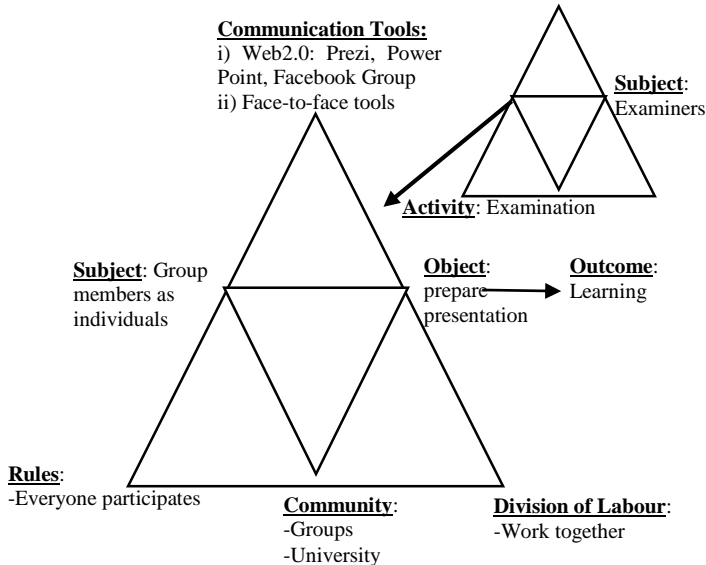 Communication Tools:
i) Web2.0: Prezi, Power
Point, Facebook Group
ii) Face-to-face tools
Subject:
Examiners
Activity: Examination
Subject: Group
members as
individuals
Object:
prepare
presentation
Outcome:
Learning
Rules:
-Everyone participates
Community:
-Groups
-University
Division of Labour:
-Work together